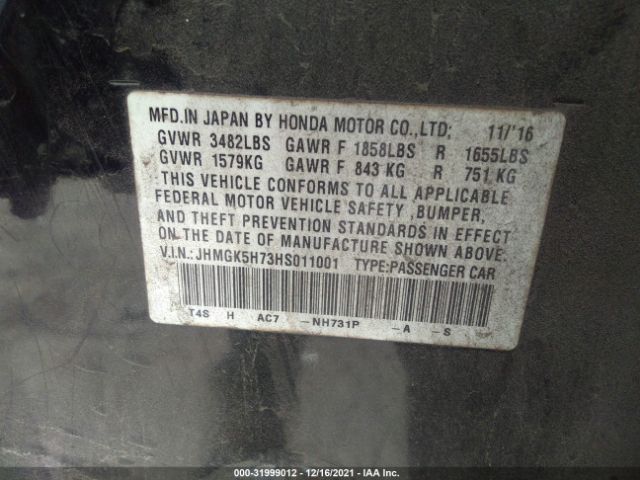 MFD.IN JAPAN BY HONDA MOTOR CO.,LTD; 11/'16
GVWR 3482LBS GAWR F 1858LBS R 1655LBS
GVWR 1579KG GAWR F 843 KG R 751 KG
THIS VEHICLE CONFORMS TO ALL APPLICABLE
FEDERAL MOTOR VEHICLE SAFETY ,BUMPER,
AND THEFT PREVENTION STANDARDS IN EFFECT
ON THE DATE OF MANUFACTURE SHOWN ABOVE.
V.I.N.:JHMGK5H73HS011001 TYPE:PASSENGER CAR
T4S H AC7 -NH731P -A -S
000-31999012 - 12/16/2021 - IAA Inc.